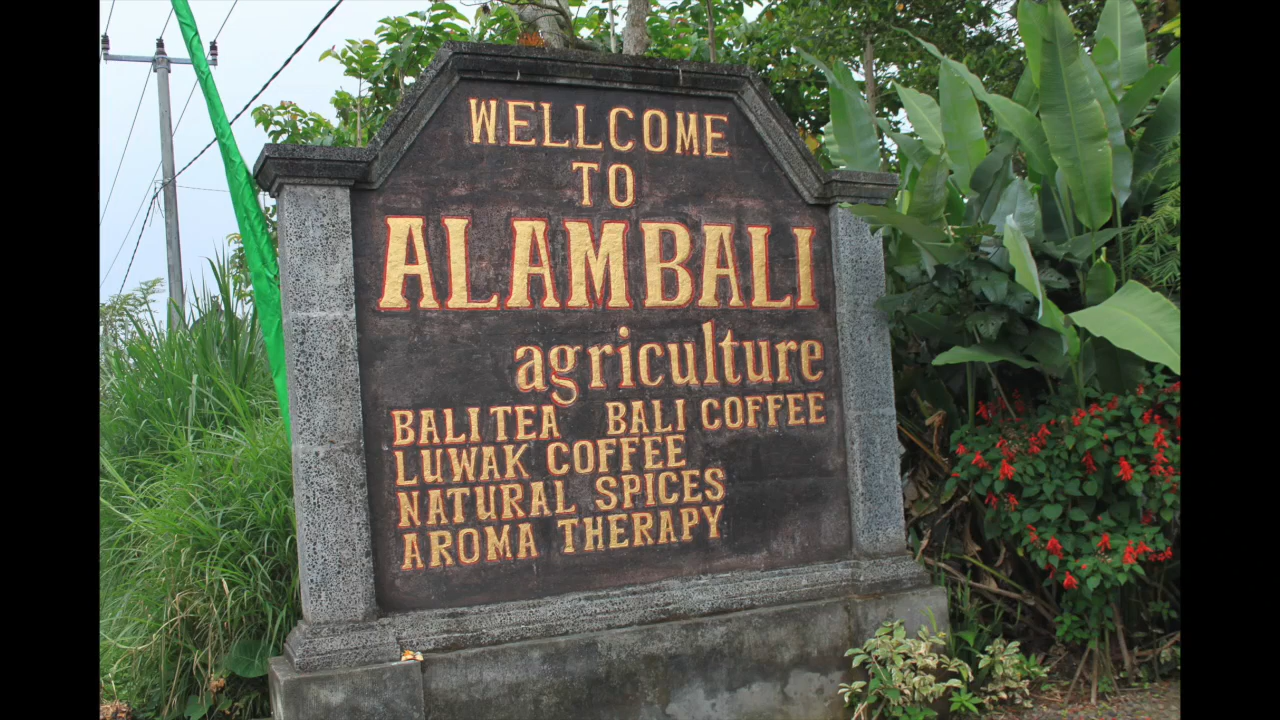 WELLCOME
TO
ALAMBALI
agriculture
BALI TEA BALI COFFEE
LUWAK COFFEE
NATURAL SPICES
AROMA THERAPY